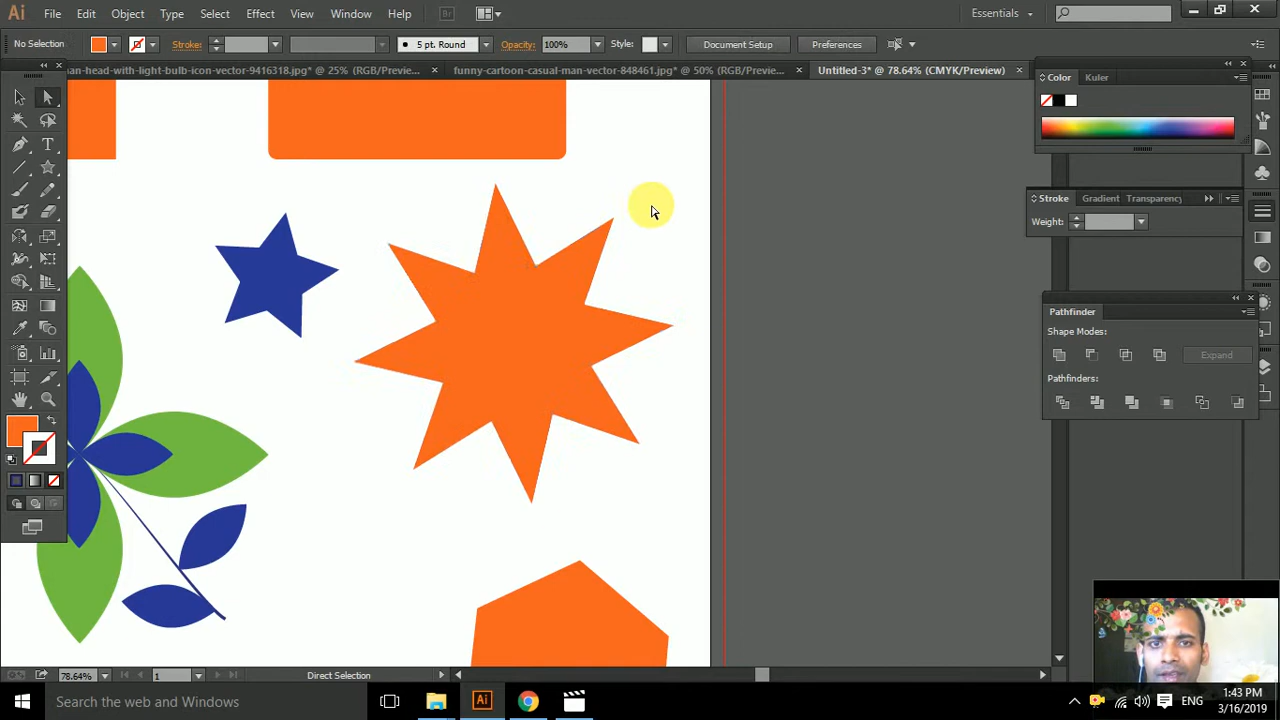 Ai File Edit Object Type Select Effect View Window Help Br Essentials
No Selection Stroke: 5 pt. Round Opacity: 100% Style: Document Setup Preferences
an-head-with-light-bulb-icon-vector-9416318.jpg* @ 25% (RGB/Previe... × funny-cartoon-casual-man-vector-848461.jpg* @ 50% (RGB/Previe... × Untitled-3* @ 78.64% (CMYK/Preview) ×
Color Kuler
Stroke Gradient Transparency
Weight:
Pathfinder
Shape Modes:
Expand
Pathfinders:
78.64% 1 Direct Selection
Search the web and Windows Ai ENG
1:43 PM
3/16/2019